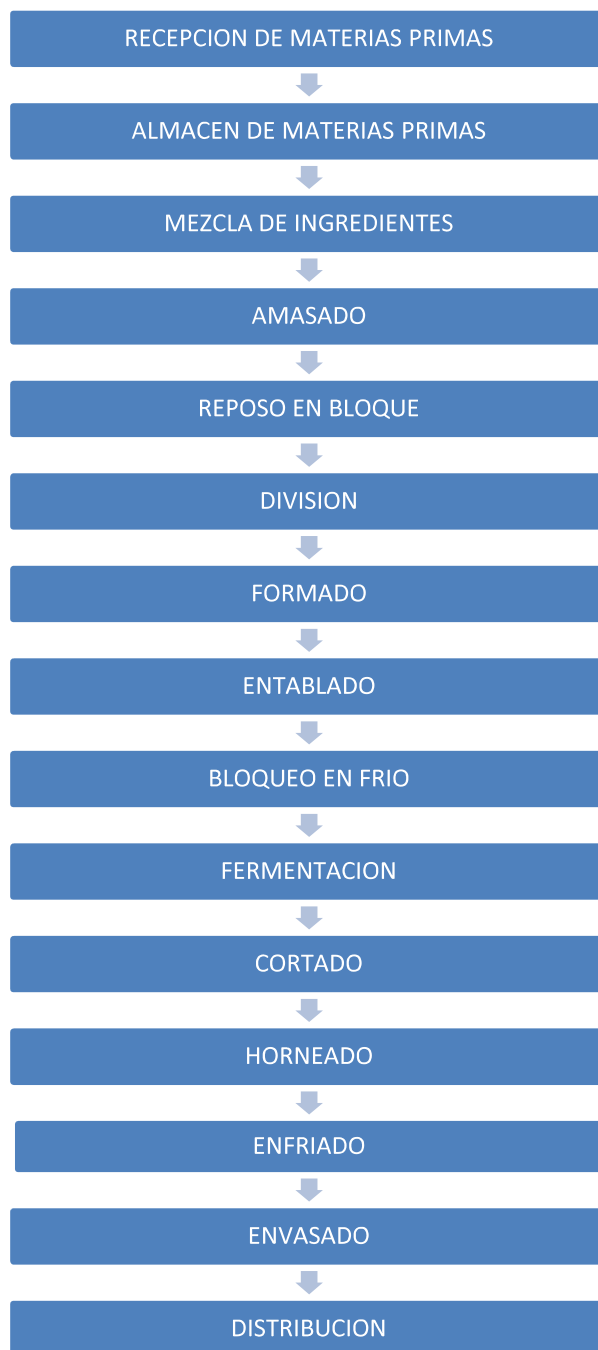 RECEPCION DE MATERIAS PRIMAS
ALMACEN DE MATERIAS PRIMAS
MEZCLA DE INGREDIENTES
AMASADO
REPOSO EN BLOQUE
DIVISION
FORMADO
ENTABLADO
BLOQUEO EN FRIO
FERMENTACION
CORTADO
HORNEADO
ENFRIADO
ENVASADO
DISTRIBUCION